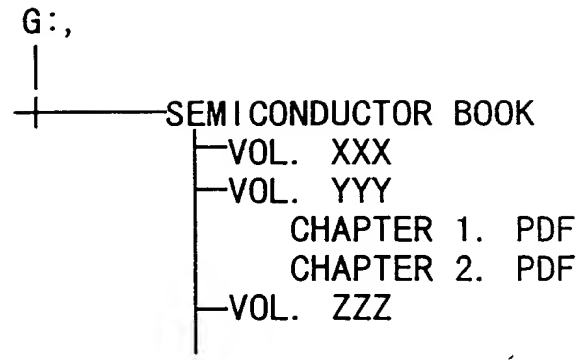 G:,
SEMICONDUCTOR BOOK
VOL. XXX
VOL. YYY
CHAPTER 1. PDF
CHAPTER 2. PDF
VOL. ZZZ